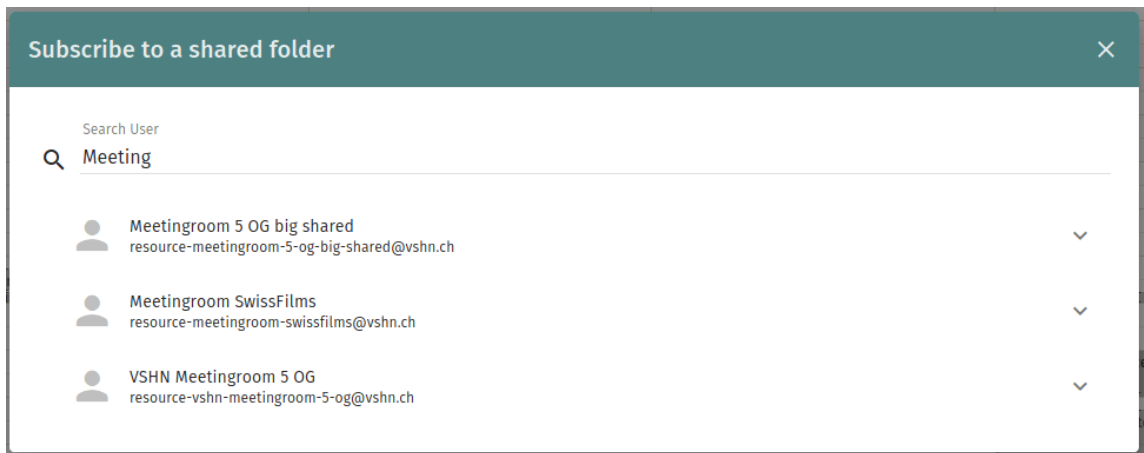 Subscribe to a shared folder
Search User
Meeting
Meetingroom 5 OG big shared
resource-meetingroom-5-og-big-shared@vshn.ch
Meetingroom SwissFilms
resource-meetingroom-swissfilms@vshn.ch
VSHN Meetingroom 5 OG
resource-vshn-meetingroom-5-og@vshn.ch